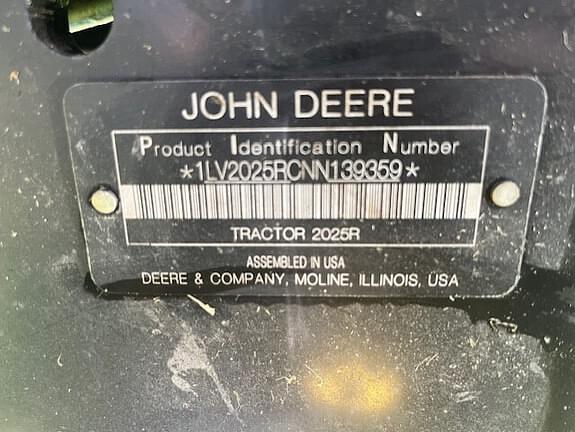 JOHN DEERE
Product Identification Number
*1LV2025RCNN139359*
TRACTOR 2025R
ASSEMBLED IN USA
DEERE & COMPANY, MOLINE, ILLINOIS, USA